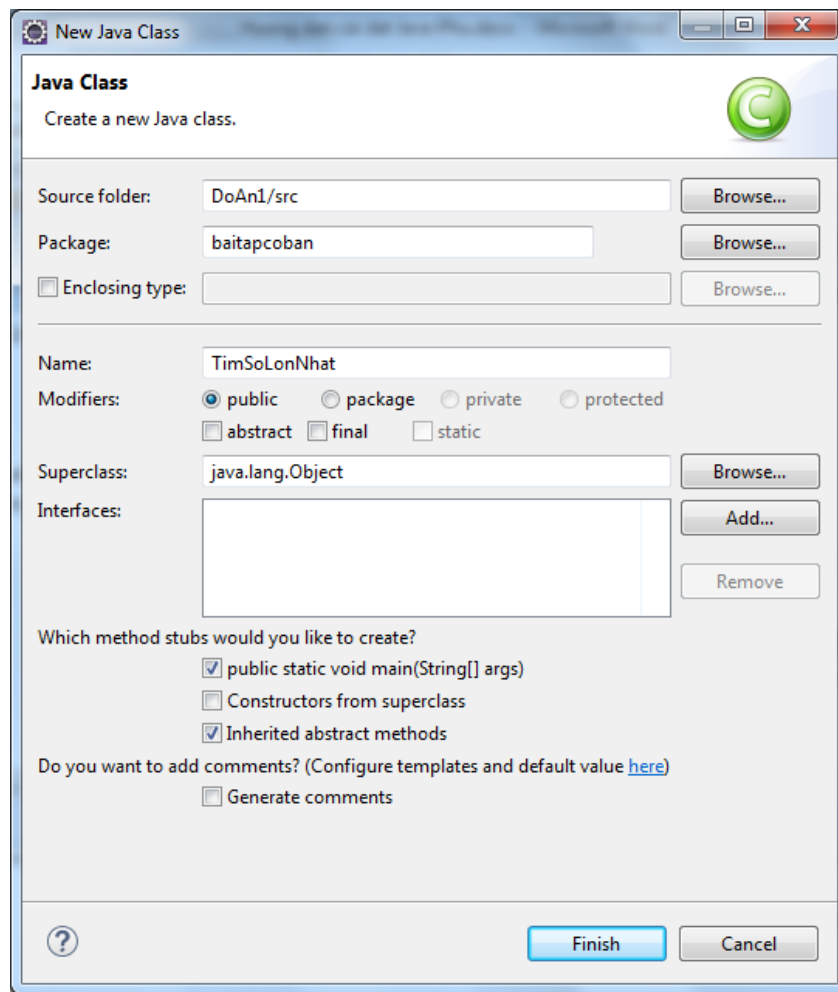 New Java Class
Java Class
Create a new Java class.
C
Source folder: DoAn1/src Browse...
Package: baitapcoban Browse...
Enclosing type: Browse...
Name: TimSoLonNhat
Modifiers: public package private protected
abstract final static
Superclass: java.lang.Object Browse...
Interfaces: Add...
Remove
Which method stubs would you like to create?
public static void main(String[] args)
Constructors from superclass
Inherited abstract methods
Do you want to add comments? (Configure templates and default value here)
Generate comments
? Finish Cancel